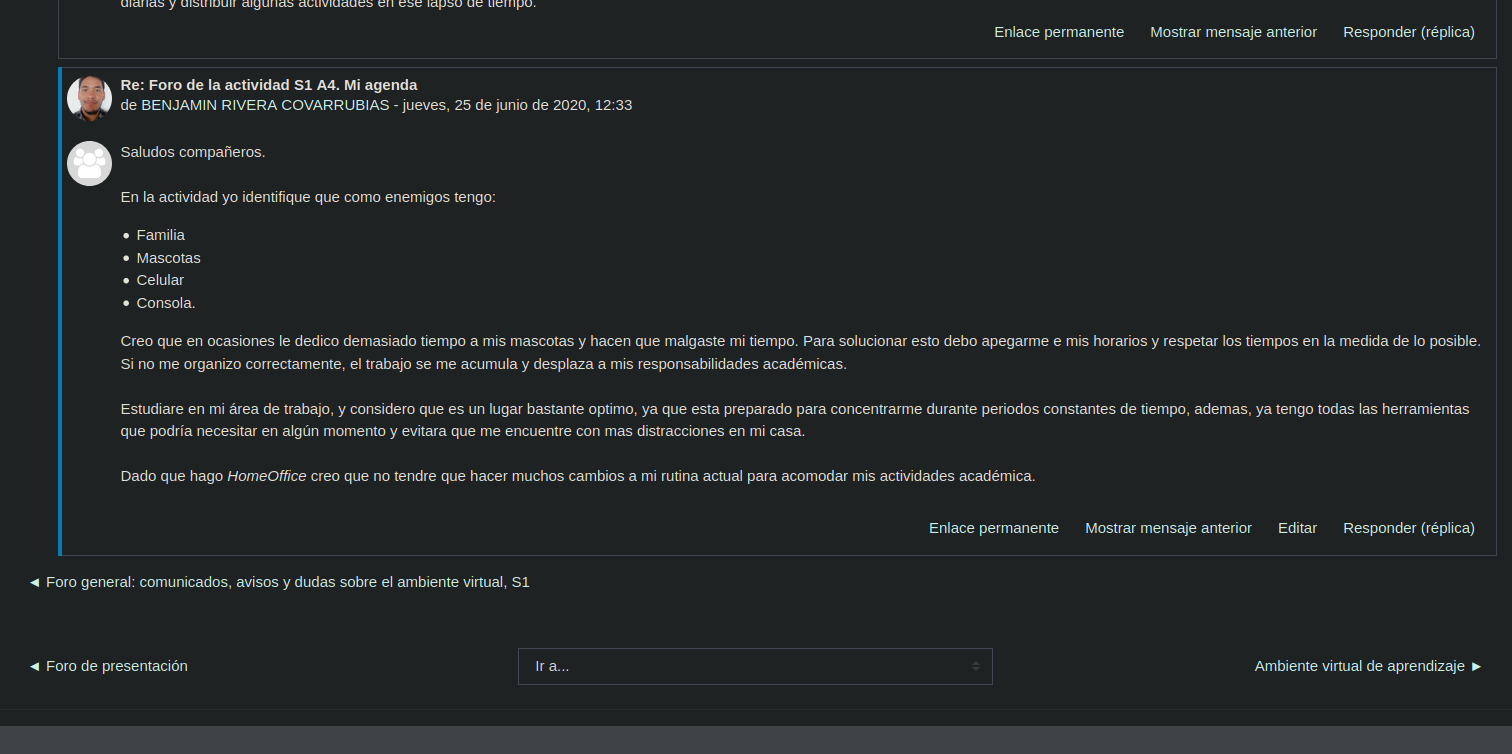 diarias y distribuir algunas actividades en ese lapso de tiempo.
Enlace permanente Mostrar mensaje anterior Responder (réplica)
Re: Foro de la actividad S1 A4. Mi agenda
de BENJAMIN RIVERA COVARRUBIAS - jueves, 25 de junio de 2020, 12:33
Saludos compañeros.
En la actividad yo identifique que como enemigos tengo:
• Familia
• Mascotas
• Celular
• Consola.
Creo que en ocasiones le dedico demasiado tiempo a mis mascotas y hacen que malgaste mi tiempo. Para solucionar esto debo apegarme e mis horarios y respetar los tiempos en la medida de lo posible.
Si no me organizo correctamente, el trabajo se me acumula y desplaza a mis responsabilidades académicas.
Estudiare en mi área de trabajo, y considero que es un lugar bastante optimo, ya que esta preparado para concentrarme durante periodos constantes de tiempo, ademas, ya tengo todas las herramientas
que podría necesitar en algún momento y evitara que me encuentre con mas distracciones en mi casa.
Dado que hago HomeOffice creo que no tendre que hacer muchos cambios a mi rutina actual para acomodar mis actividades académica.
Enlace permanente Mostrar mensaje anterior Editar Responder (réplica)
◄ Foro general: comunicados, avisos y dudas sobre el ambiente virtual, S1
◄ Foro de presentación Ir a... Ambiente virtual de aprendizaje ►